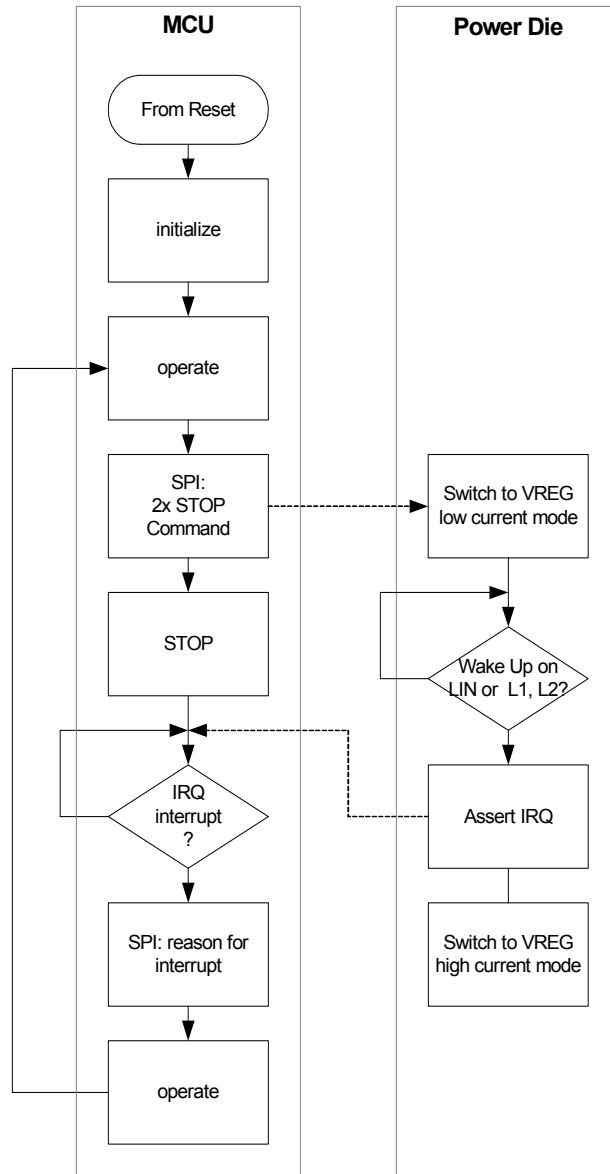 MCU
From Reset
initialize
operate
SPI:
2x STOP
Command
STOP
IRQ
interrupt
?
SPI: reason for
interrupt
operate
Power Die
Switch to VREG
low current mode
Wake Up on
LIN or L1, L2?
Assert IRQ
Switch to VREG
high current mode